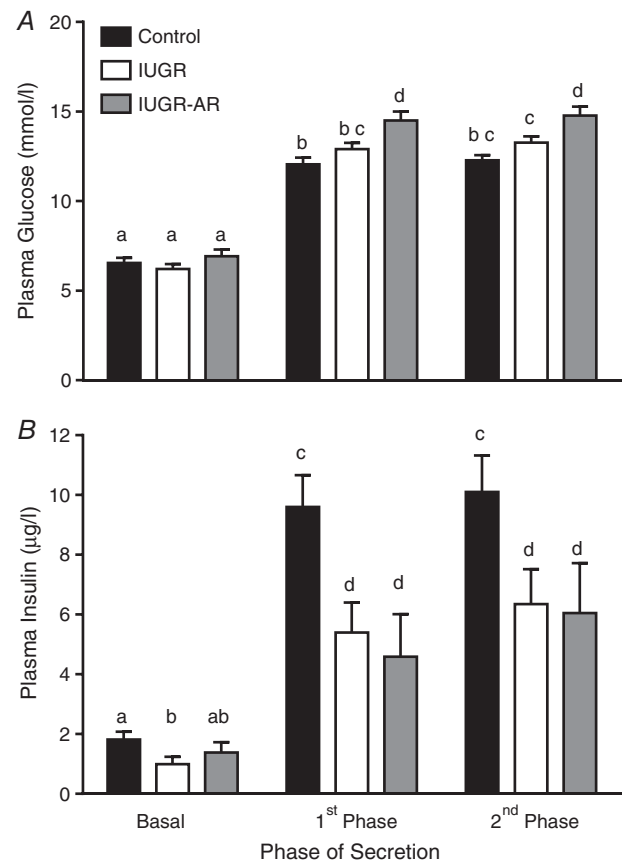 A
Plasma Glucose (mmol/l)
20
15
10
5
0
Control
IUGR
IUGR-AR
a a a
b b c d
b c c d
B
Plasma Insulin (µg/l)
12
10
8
6
4
2
0
a b ab
c d d
c d d
Basal 1st Phase 2nd Phase
Phase of Secretion